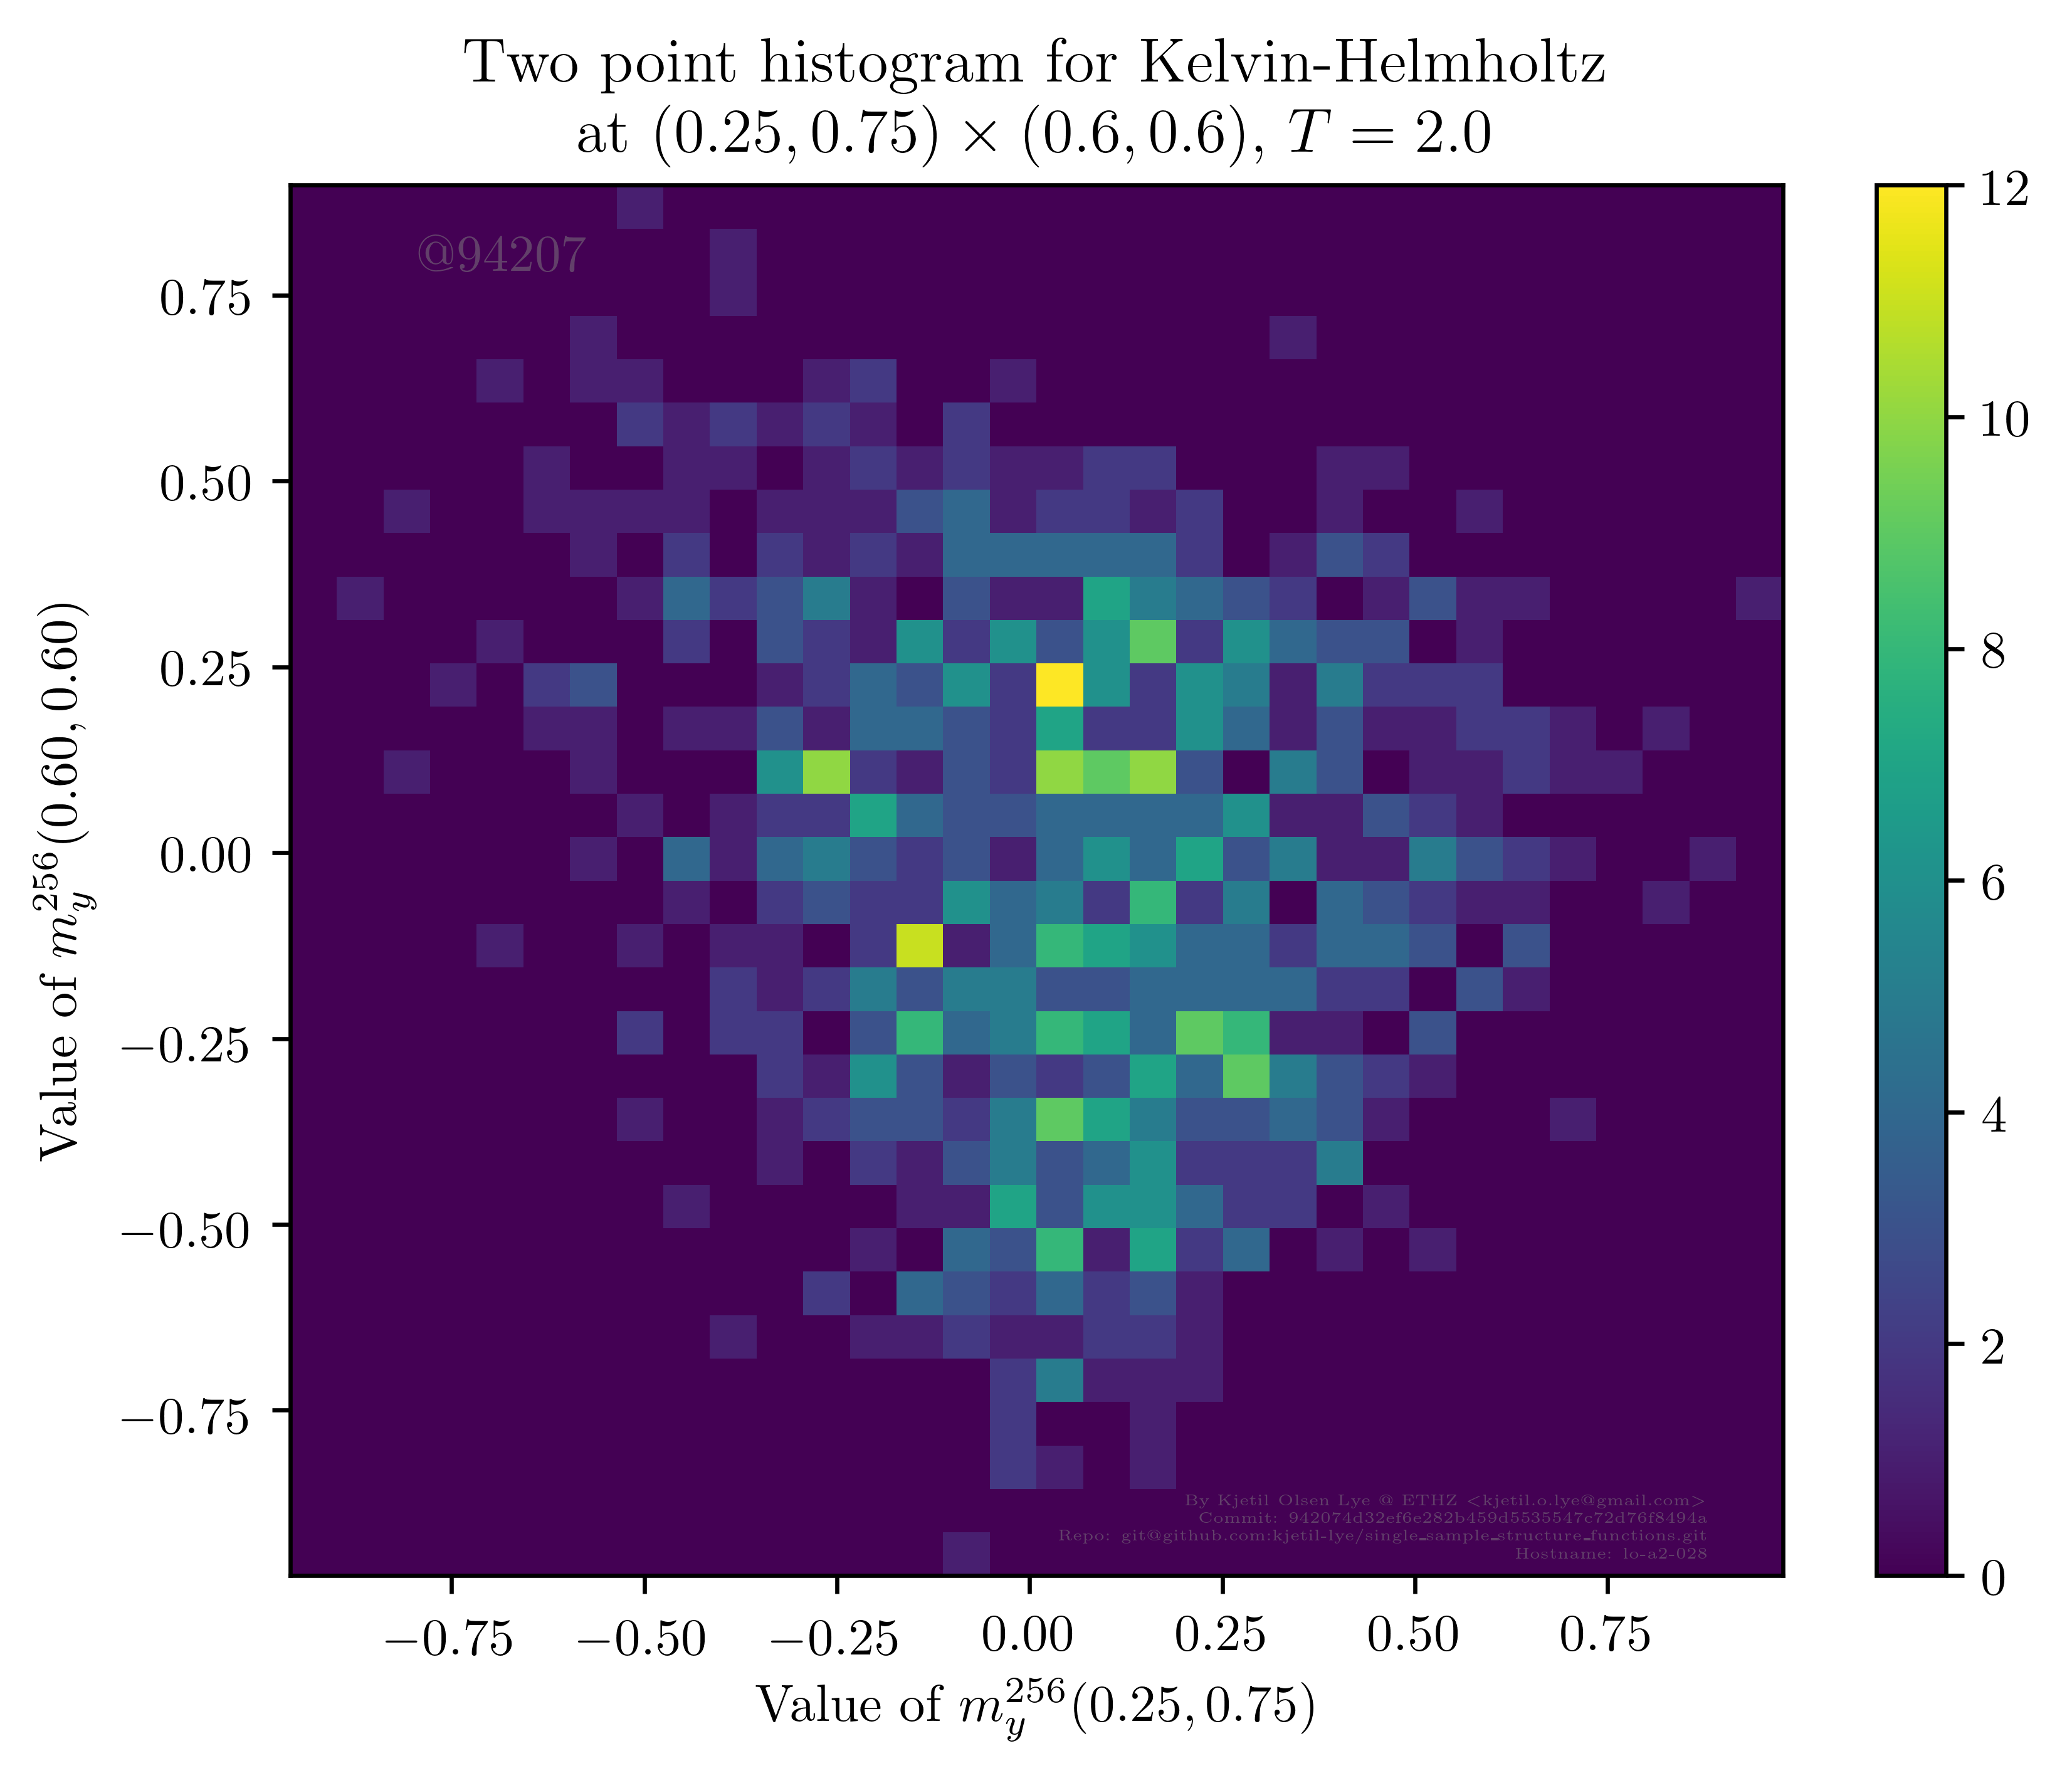 Two point histogram for Kelvin-Helmholtz
at (0.25, 0.75) × (0.6, 0.6), T = 2.0
@94207
0.75
0.50
0.25
0.00
−0.25
−0.50
−0.75
Value of m_y^256(0.60, 0.60)
−0.75 −0.50 −0.25 0.00 0.25 0.50 0.75
Value of m_y^256(0.25, 0.75)
12
10
8
6
4
2
0
By Kjetil Olsen Lye @ ETHZ <kjetil.o.lye@gmail.com>
Commit: 942074d32ef6e282b459d5535547c72d76f8494a
Repo: git@github.com:kjetil-lye/single_sample_structure_functions.git
Hostname: lo-a2-028